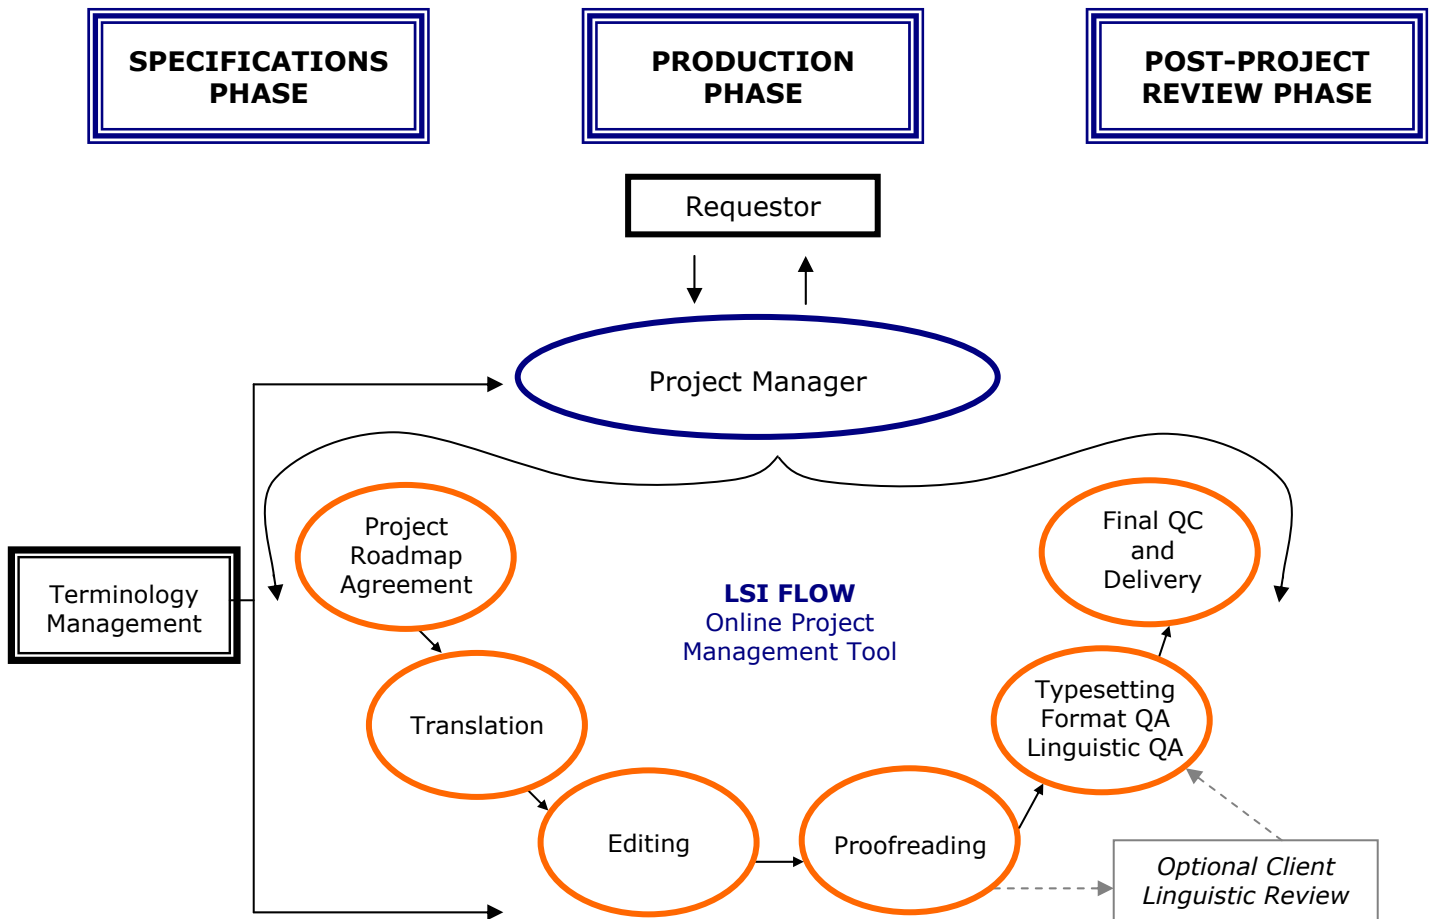 SPECIFICATIONS
PHASE
PRODUCTION
PHASE
POST-PROJECT
REVIEW PHASE
Requestor
Project Manager
Project
Roadmap
Agreement
Final QC
and
Delivery
Terminology
Management
LSI FLOW
Online Project
Management Tool
Translation
Typesetting
Format QA
Linguistic QA
Editing
Proofreading
Optional Client
Linguistic Review